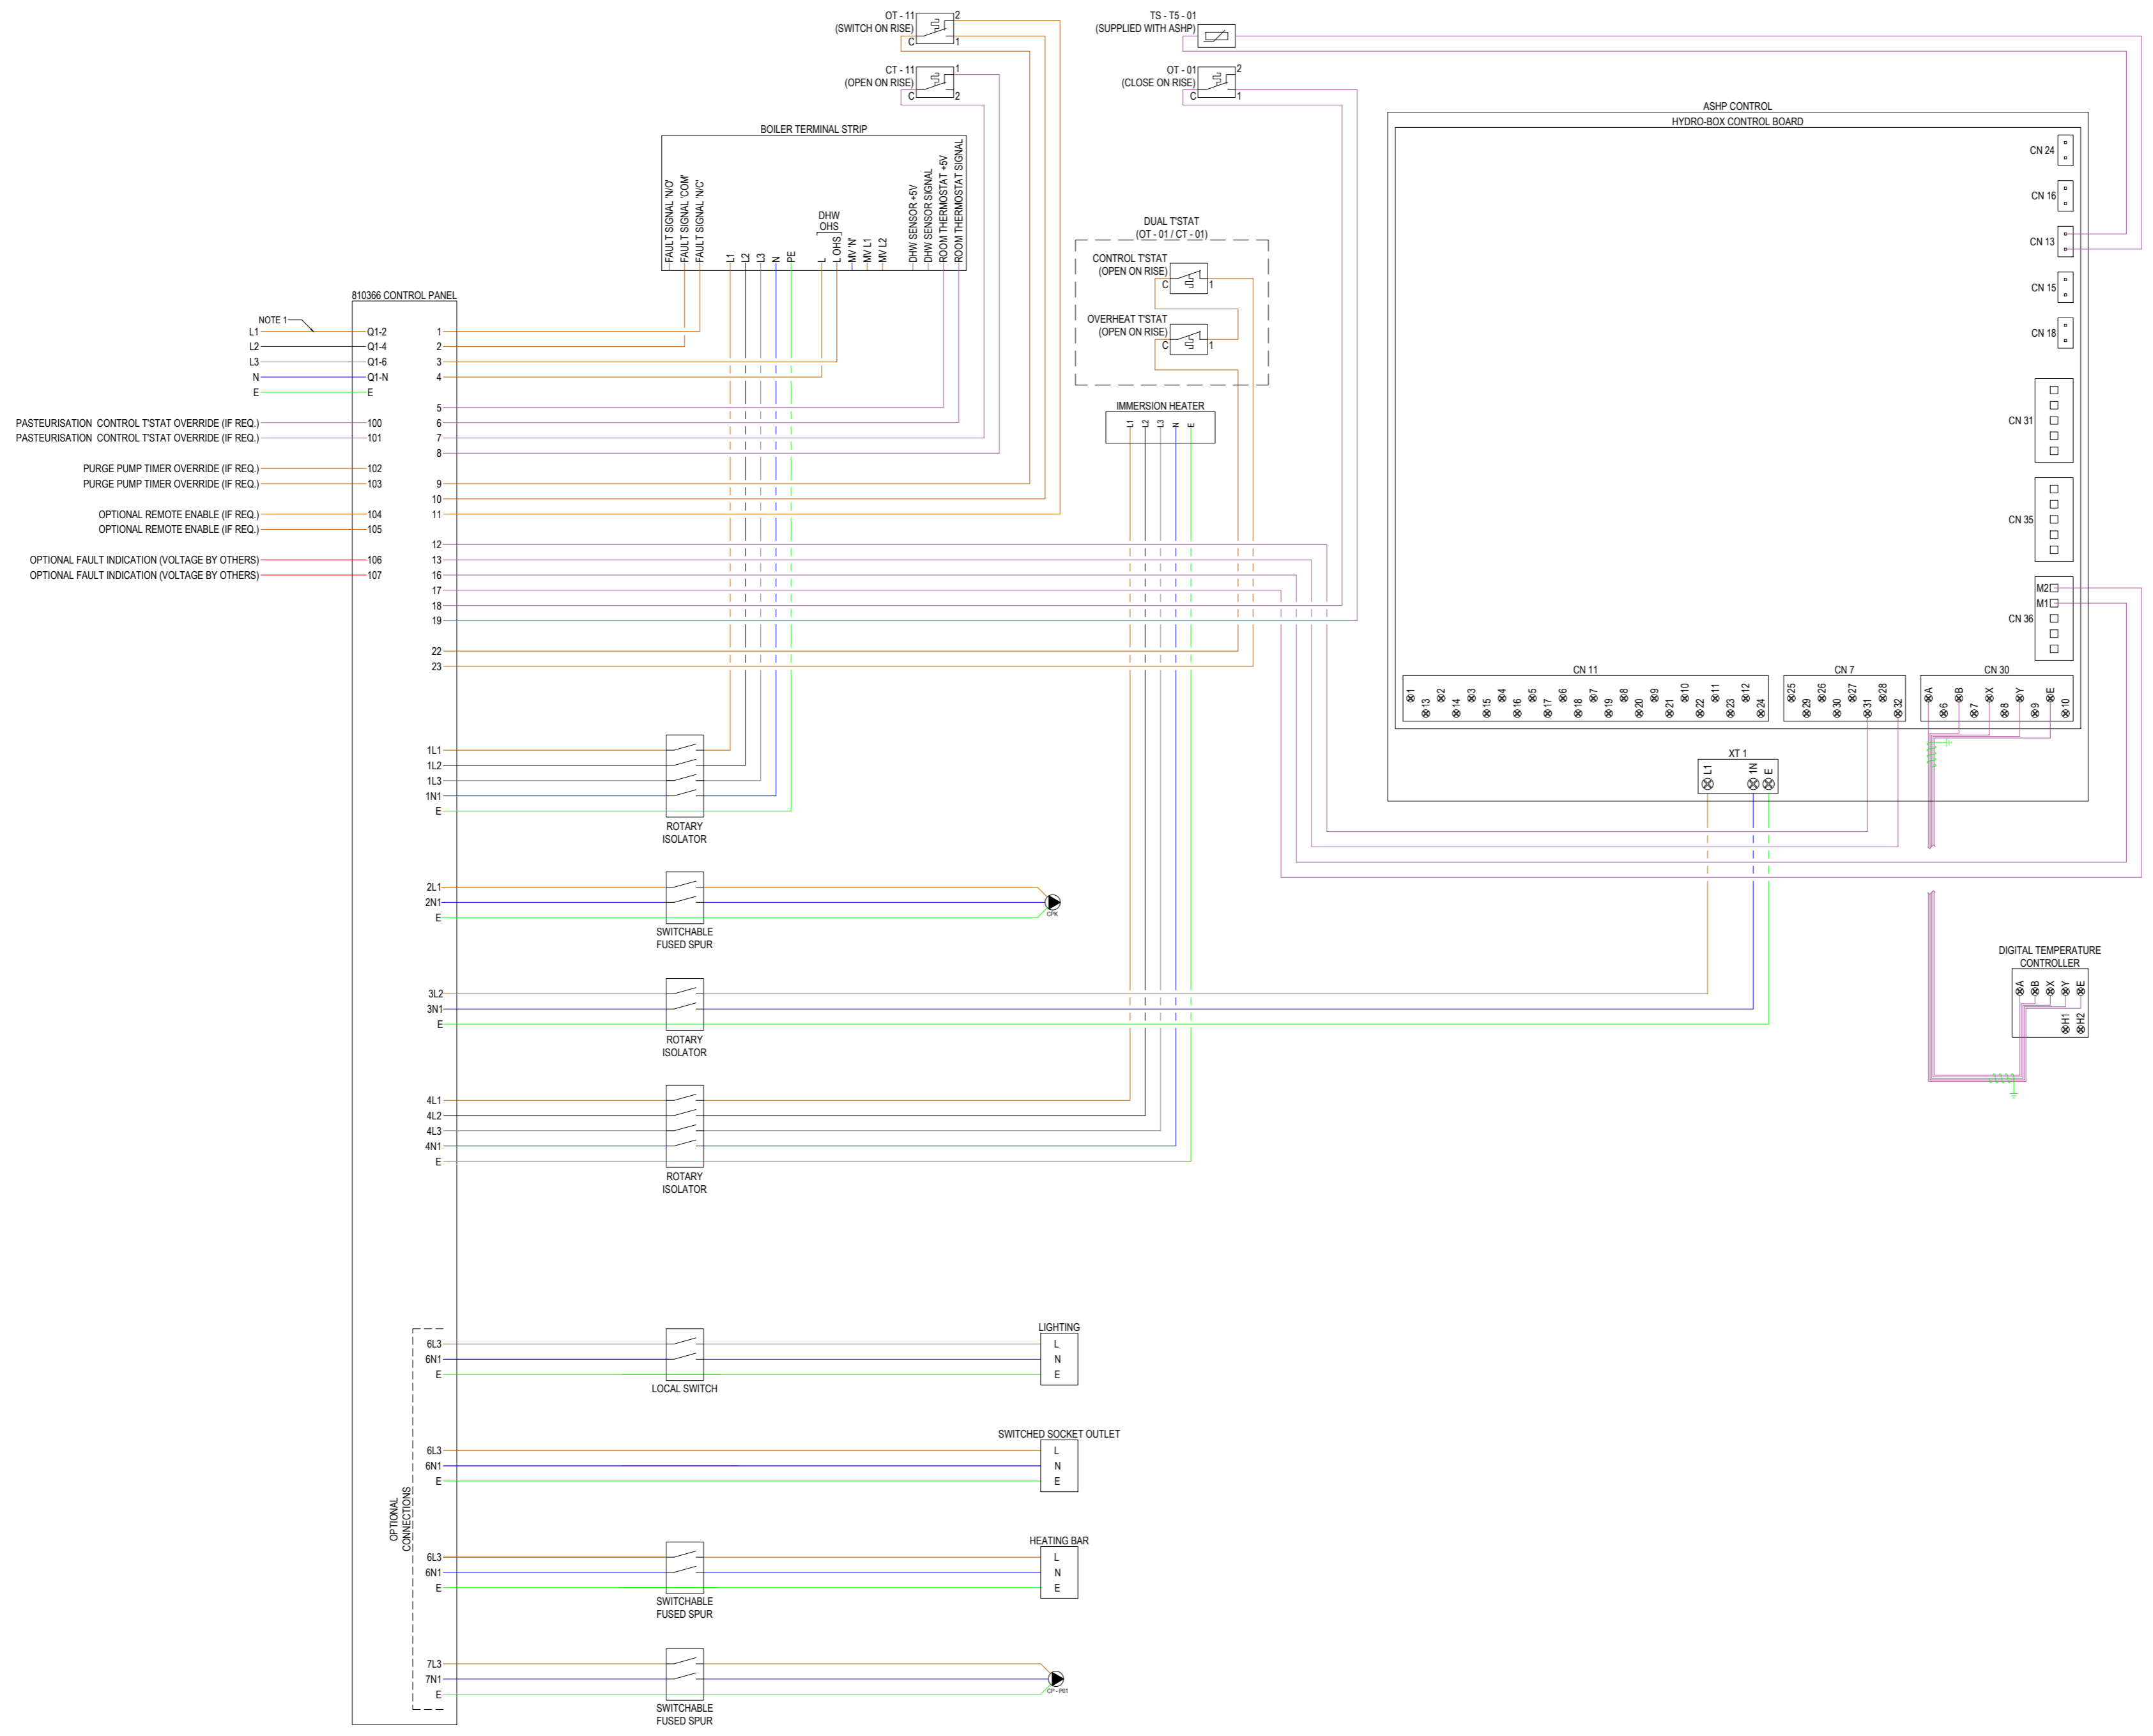 OT - 11
(SWITCH ON RISE)
2
C
1
CT - 11
(OPEN ON RISE)
1
C
2
TS - T5 - 01
(SUPPLIED WITH ASHP)
OT - 01
(CLOSE ON RISE)
2
C
1
BOILER TERMINAL STRIP
FAULT SIGNAL 'N/O'
FAULT SIGNAL 'COM'
FAULT SIGNAL 'N/C'
L1
L2
L3
N
PE
DHW
OHS
L
L OHS
MV 'N'
MV L1
MV L2
DHW SENSOR +5V
DHW SENSOR SIGNAL
ROOM THERMOSTAT +5V
ROOM THERMOSTAT SIGNAL
DUAL T'STAT
(OT - 01 / CT - 01)
CONTROL T'STAT
(OPEN ON RISE)
C
1
OVERHEAT T'STAT
(OPEN ON RISE)
C
1
IMMERSION HEATER
L1
L2
L3
N
E
ASHP CONTROL
HYDRO-BOX CONTROL BOARD
CN 24
CN 16
CN 13
CN 15
CN 18
CN 31
CN 35
M2
M1
CN 36
CN 11
1
2
3
4
5
6
7
8
9
10
11
12
13
14
15
16
17
18
19
20
21
22
23
24
CN 7
25
26
27
28
29
30
31
32
CN 30
A
B
X
Y
E
6
7
8
9
10
XT 1
L1
1N
E
DIGITAL TEMPERATURE
CONTROLLER
A
B
X
Y
E
H1
H2
810366 CONTROL PANEL
NOTE 1
L1
Q1-2
L2
Q1-4
L3
Q1-6
N
Q1-N
E
E
PASTEURISATION CONTROL T'STAT OVERRIDE (IF REQ.)
100
PASTEURISATION CONTROL T'STAT OVERRIDE (IF REQ.)
101
PURGE PUMP TIMER OVERRIDE (IF REQ.)
102
PURGE PUMP TIMER OVERRIDE (IF REQ.)
103
OPTIONAL REMOTE ENABLE (IF REQ.)
104
OPTIONAL REMOTE ENABLE (IF REQ.)
105
OPTIONAL FAULT INDICATION (VOLTAGE BY OTHERS)
106
OPTIONAL FAULT INDICATION (VOLTAGE BY OTHERS)
107
1
2
3
4
5
6
7
8
9
10
11
12
13
16
17
18
19
22
23
1L1
1L2
1L3
1N1
E
ROTARY
ISOLATOR
2L1
2N1
E
SWITCHABLE
FUSED SPUR
CPK
3L2
3N1
E
ROTARY
ISOLATOR
4L1
4L2
4L3
4N1
E
ROTARY
ISOLATOR
OPTIONAL
CONNECTIONS
6L3
6N1
E
LOCAL SWITCH
LIGHTING
L
N
E
6L3
6N1
E
SWITCHED SOCKET OUTLET
L
N
E
6L3
6N1
E
SWITCHABLE
FUSED SPUR
HEATING BAR
L
N
E
7L3
7N1
E
SWITCHABLE
FUSED SPUR
CP - P01